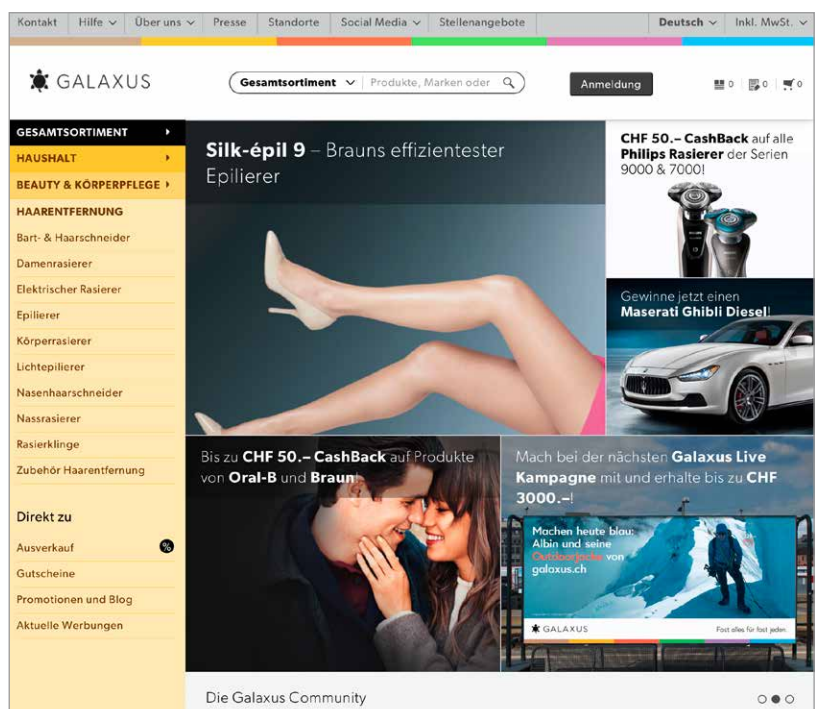 Kontakt Hilfe Über uns Presse Standorte Social Media Stellenangebote Deutsch Inkl. MwSt.
GALAXUS Gesamtsortiment Produkte, Marken oder Anmeldung 0 0 0
GESAMTSORTIMENT
HAUSHALT
BEAUTY & KÖRPERPFLEGE
HAARENTFERNUNG
Bart- & Haarschneider
Damenrasierer
Elektrischer Rasierer
Epilierer
Körperrasierer
Lichtepilierer
Nasenhaarschneider
Nassrasierer
Rasierklinge
Zubehör Haarentfernung
Direkt zu
Ausverkauf %
Gutscheine
Promotionen und Blog
Aktuelle Werbungen
Silk-épil 9 – Brauns effizientester
Epilierer
CHF 50.– CashBack auf alle
Philips Rasierer der Serien
9000 & 7000!
Gewinne jetzt einen
Maserati Ghibli Diesel!
Bis zu CHF 50.– CashBack auf Produkte
von Oral-B und Braun!
Mach bei der nächsten Galaxus Live
Kampagne mit und erhalte bis zu CHF
3000.–!
Machen heute blau:
Albin und seine
Outdoorjacke von
galaxus.ch
GALAXUS Fast alles für fast jeden.
Die Galaxus Community